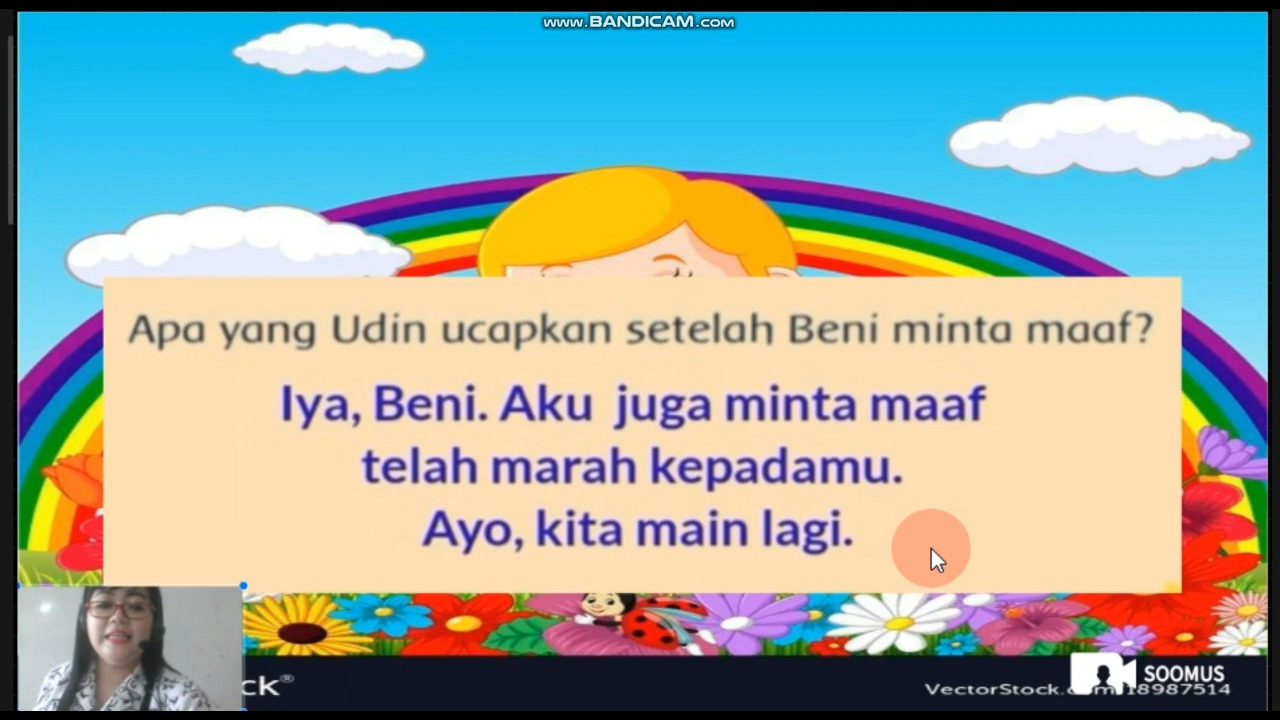 www.BANDICAM.com
Apa yang Udin ucapkan setelah Beni minta maaf?
Iya, Beni. Aku juga minta maaf
telah marah kepadamu.
Ayo, kita main lagi.
ck®
SOOMUS
VectorStock.com/18987514